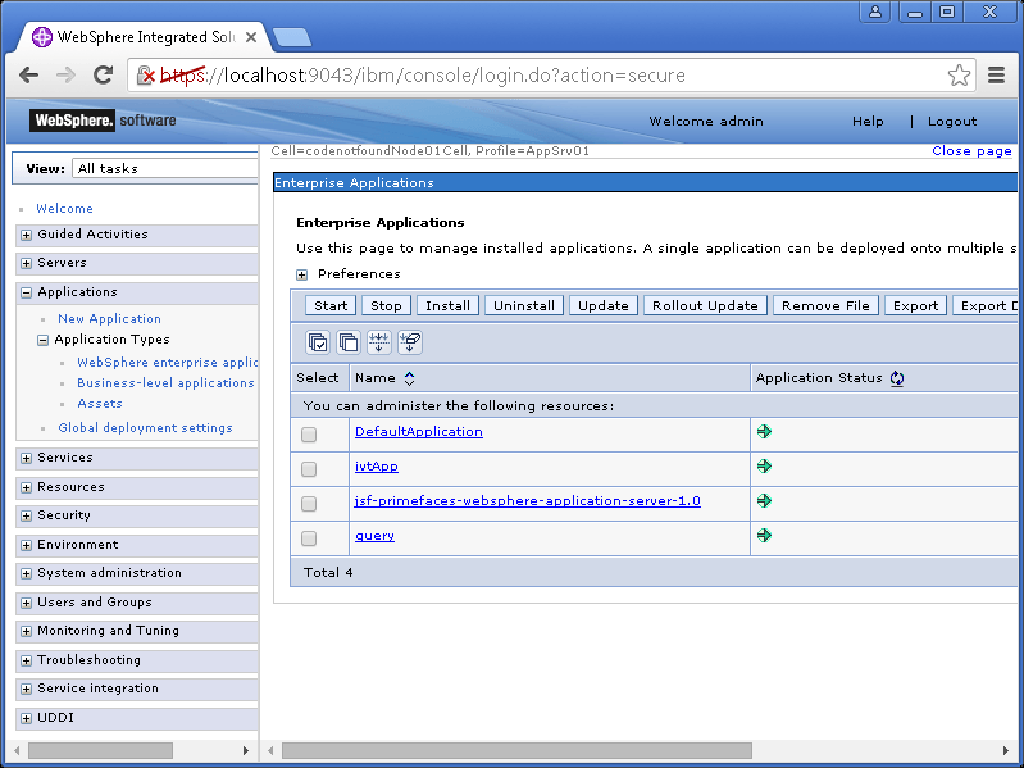 WebSphere Integrated Solu
https://localhost:9043/ibm/console/login.do?action=secure
WebSphere. software
Welcome admin
Help | Logout
View: All tasks
Welcome
Guided Activities
Servers
Applications
New Application
Application Types
WebSphere enterprise applic
Business-level applications
Assets
Global deployment settings
Services
Resources
Security
Environment
System administration
Users and Groups
Monitoring and Tuning
Troubleshooting
Service integration
UDDI
Cell=codenotfoundNode01Cell, Profile=AppSrv01
Close page
Enterprise Applications
Enterprise Applications
Use this page to manage installed applications. A single application can be deployed onto multiple s
Preferences
Start Stop Install Uninstall Update Rollout Update Remove File Export Export D
Select Name Application Status
You can administer the following resources:
DefaultApplication
ivtApp
jsf-primefaces-websphere-application-server-1.0
query
Total 4